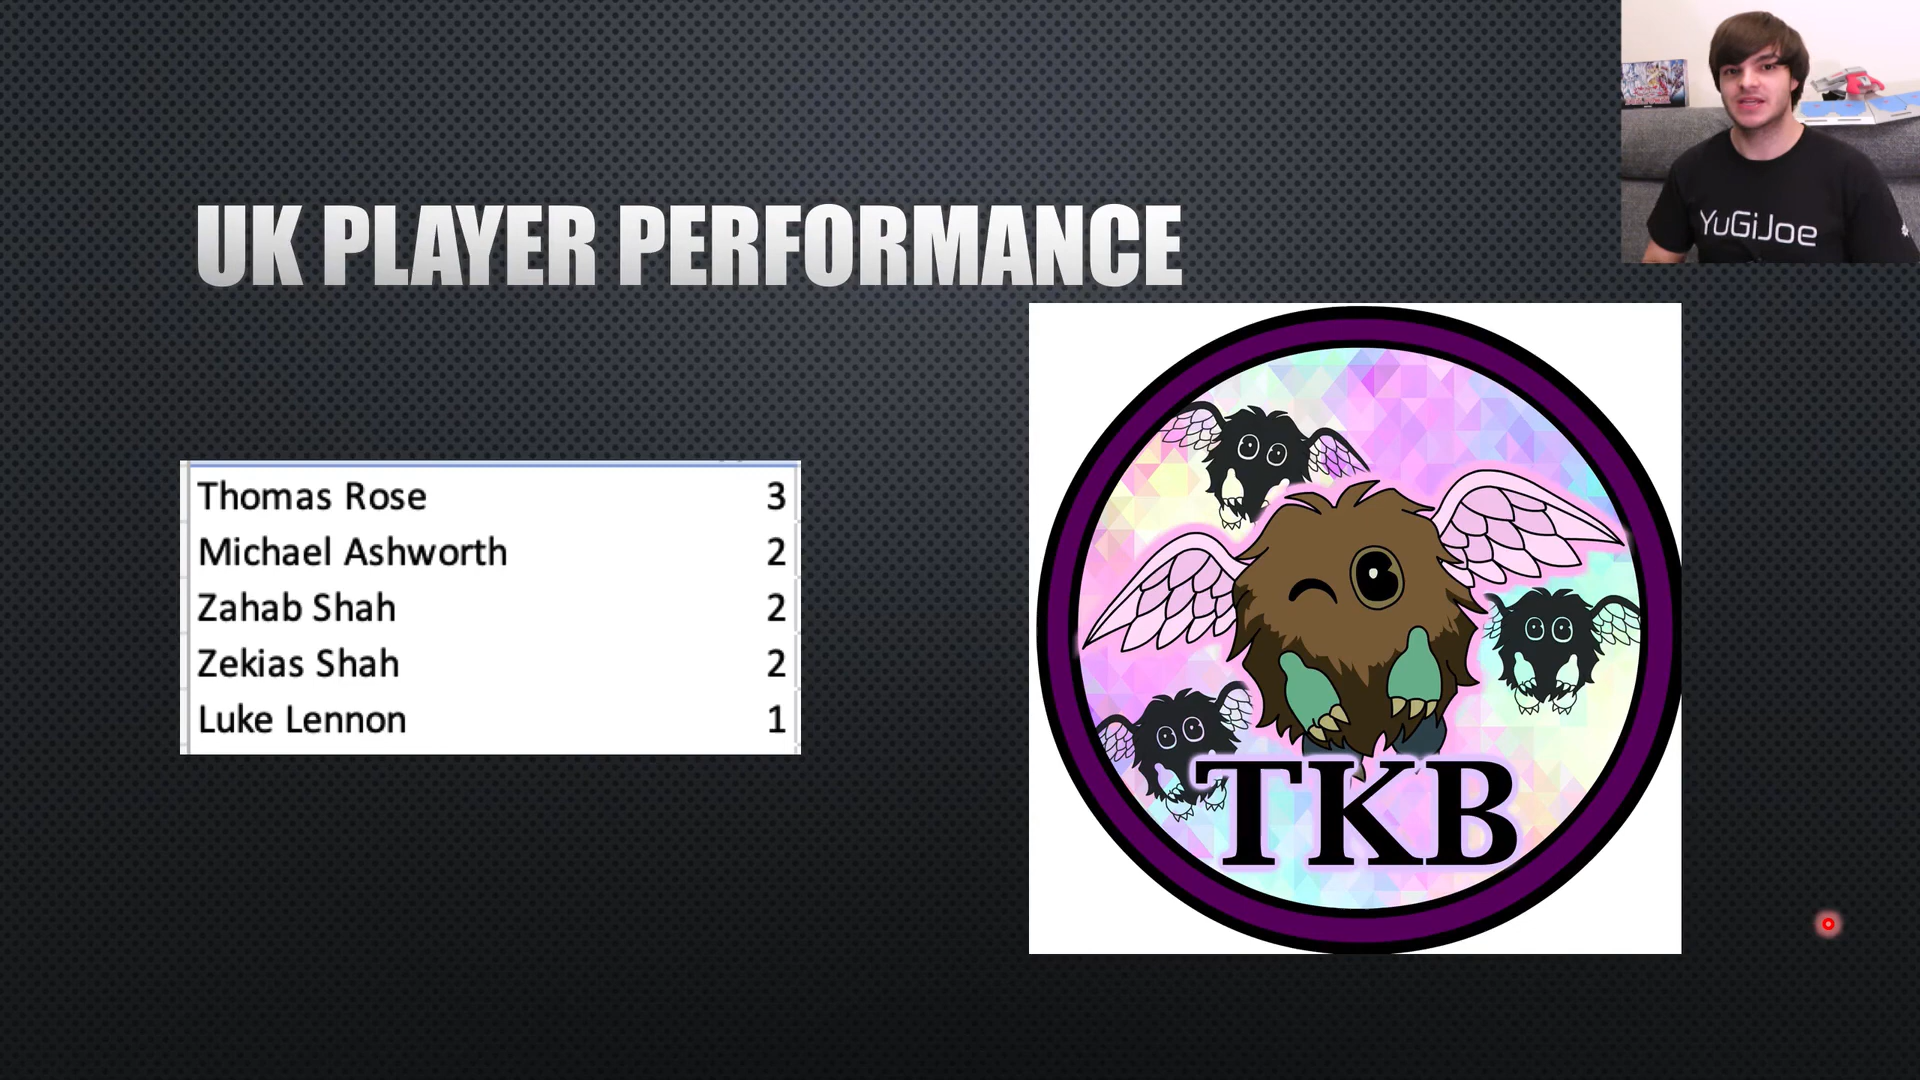 UK PLAYER PERFORMANCE
YuGiJoe
Thomas Rose 3
Michael Ashworth 2
Zahab Shah 2
Zekias Shah 2
Luke Lennon 1
TKB